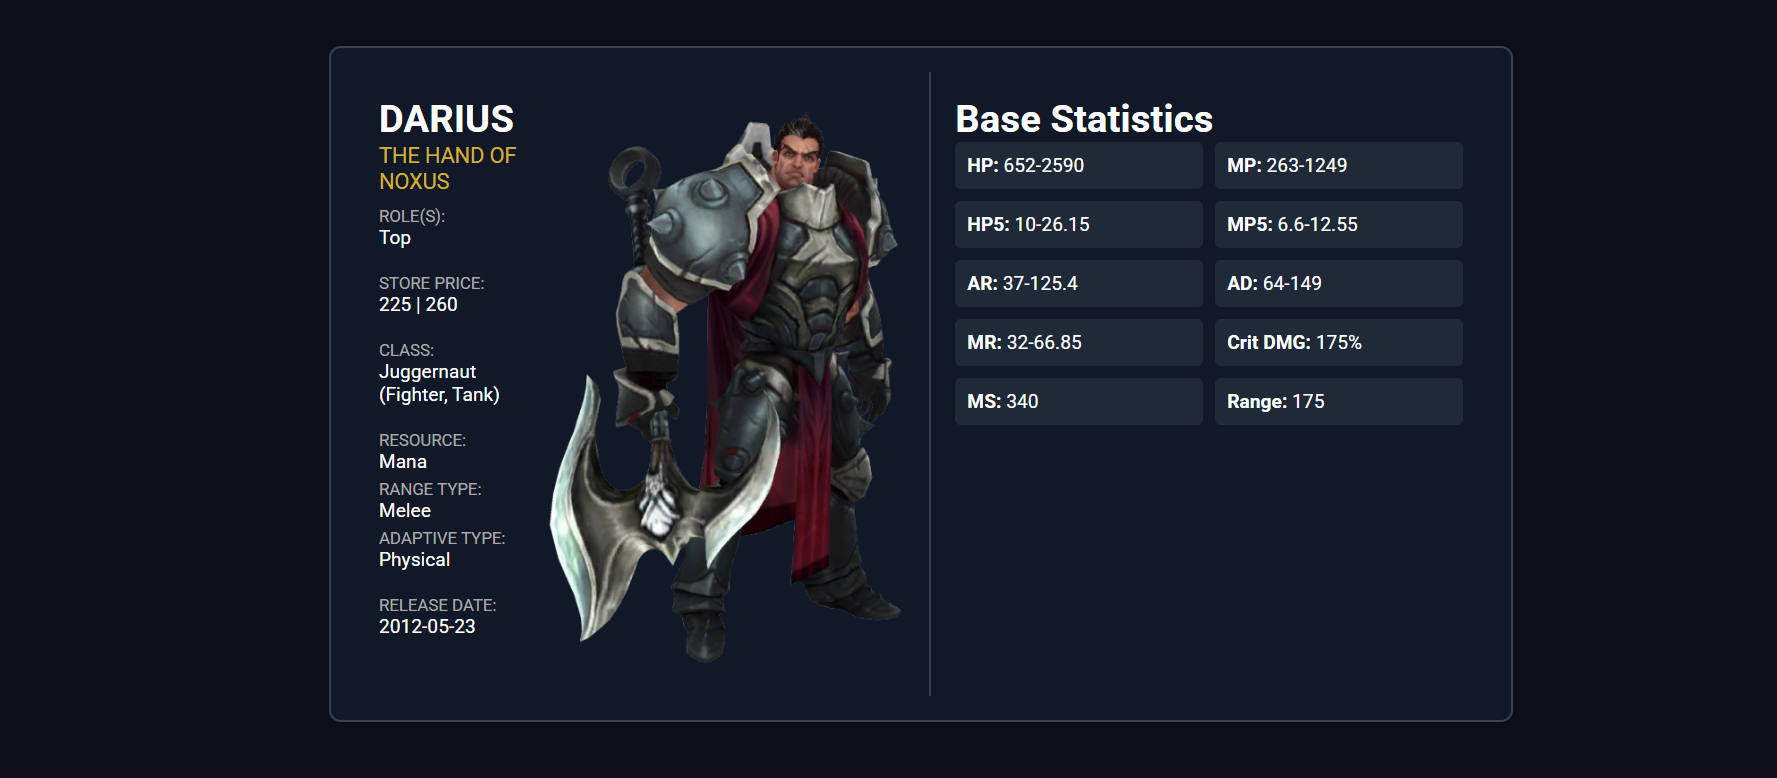 DARIUS
THE HAND OF
NOXUS
ROLE(S):
Top
STORE PRICE:
225 | 260
CLASS:
Juggernaut
(Fighter, Tank)
RESOURCE:
Mana
RANGE TYPE:
Melee
ADAPTIVE TYPE:
Physical
RELEASE DATE:
2012-05-23
Base Statistics
HP: 652-2590
MP: 263-1249
HP5: 10-26.15
MP5: 6.6-12.55
AR: 37-125.4
AD: 64-149
MR: 32-66.85
Crit DMG: 175%
MS: 340
Range: 175